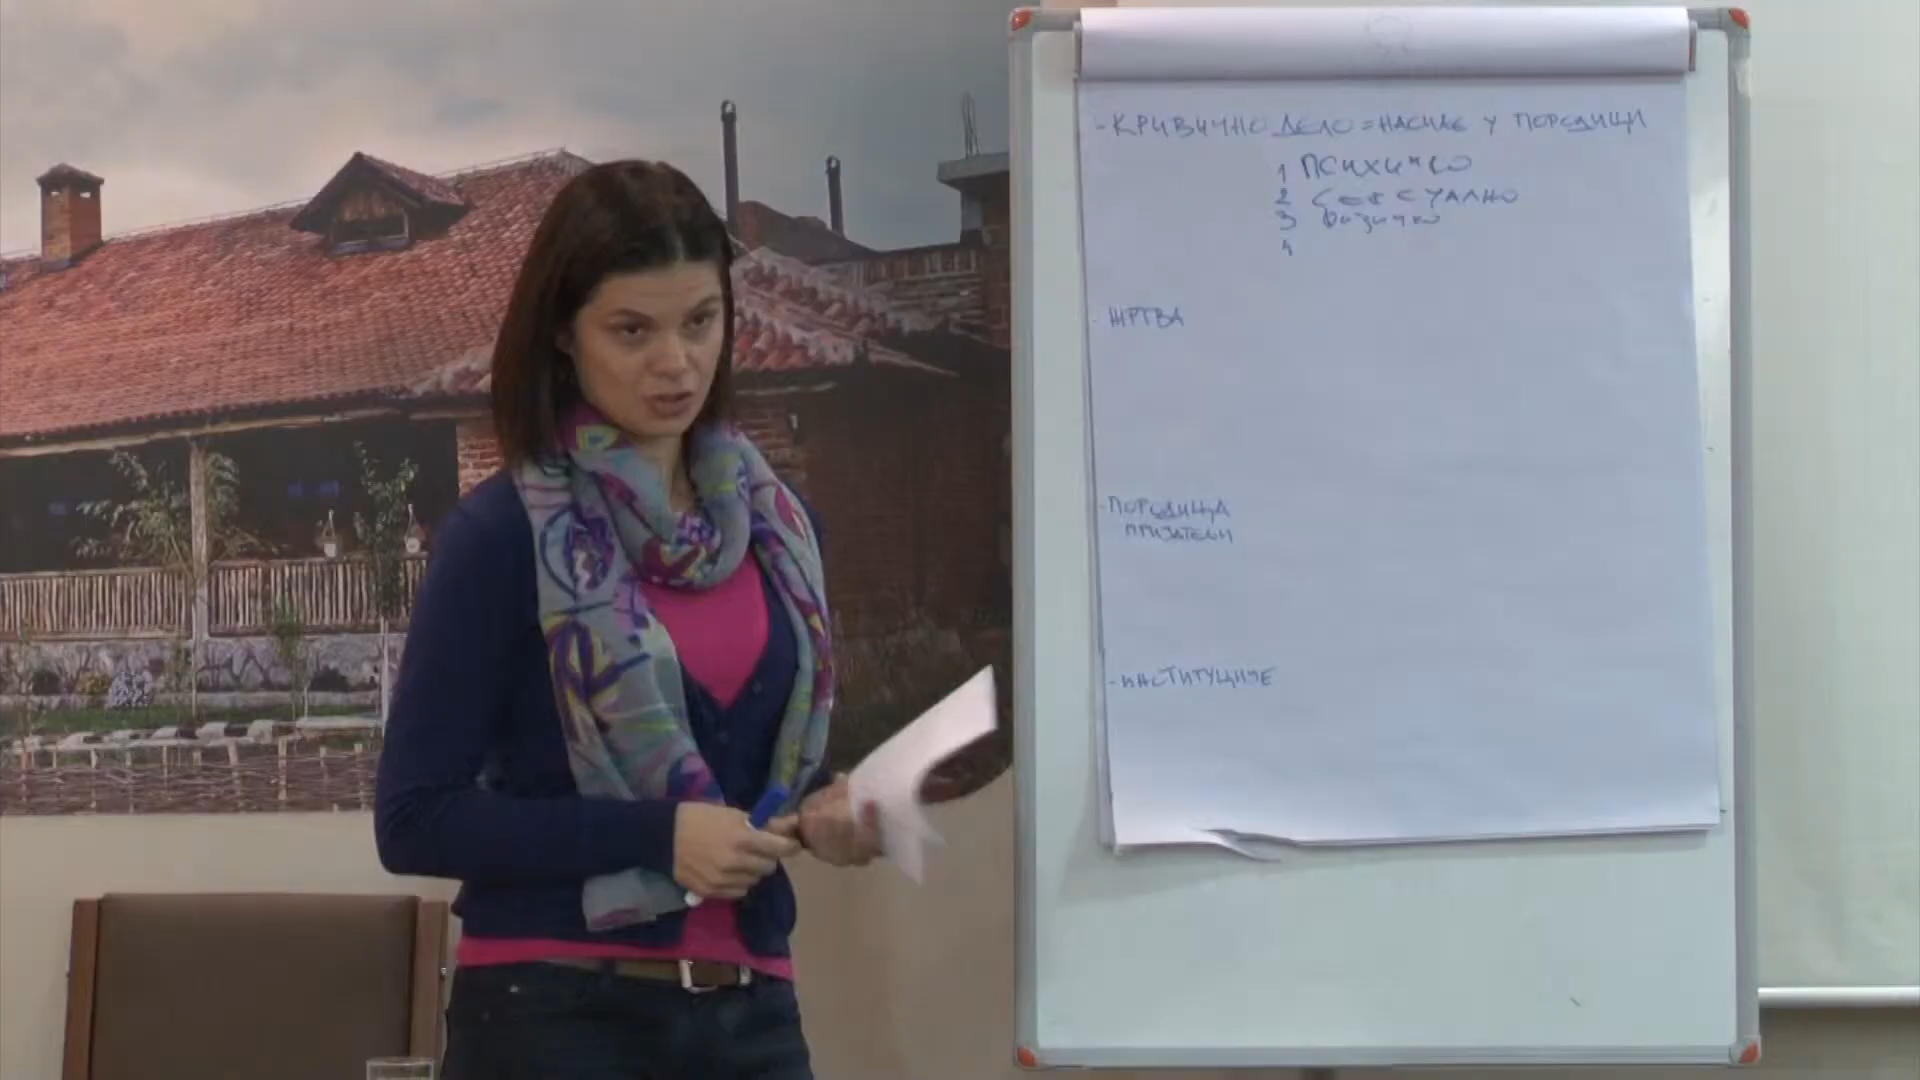 - КРИВИЧНО ДЕЛО = НАСИЉЕ У ПОРОДИЦИ
1 ПСИХИЧКО
2 СЕКСУАЛНО
3 Физичко
4
- ЖРТВА
- ПОРОДИЦА
ПРИЈАТЕЉИ
- ИНСТИТУЦИЈЕ